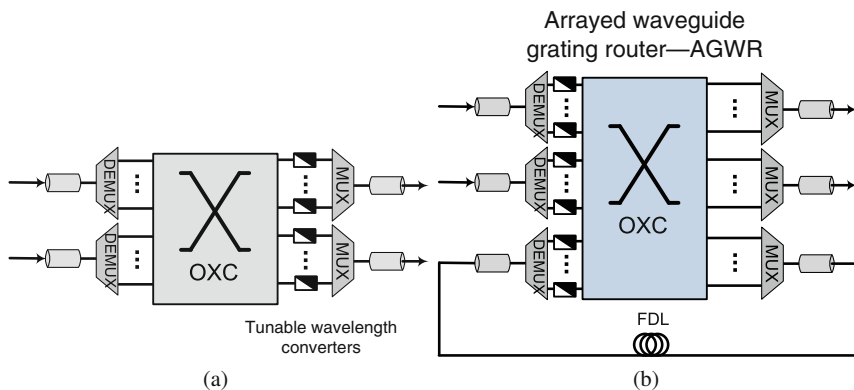 Arrayed waveguide
grating router—AGWR
DEMUX
DEMUX
OXC
MUX
MUX
Tunable wavelength
converters
(a)
DEMUX
DEMUX
DEMUX
OXC
MUX
MUX
MUX
FDL
(b)